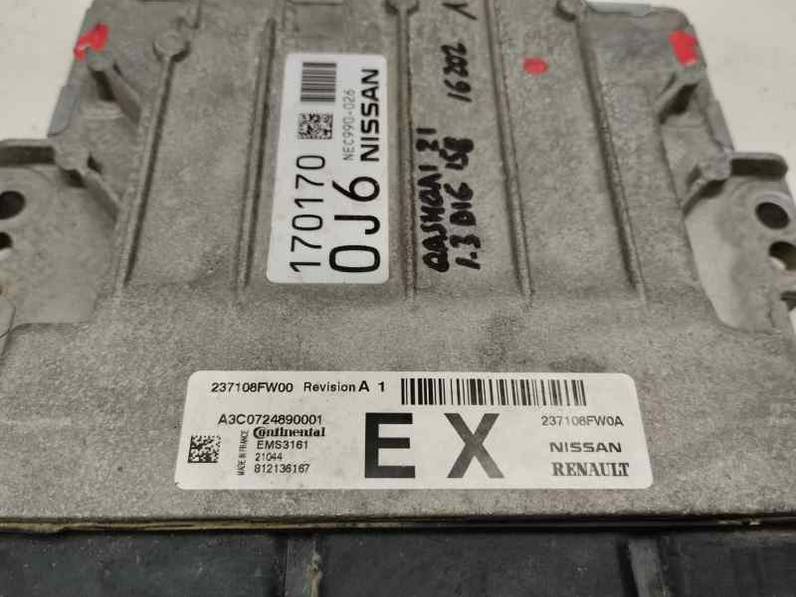 170170
0J6
NEC990-026
NISSAN
QASHQAI 21
1.3 DIG 158
16202 1
237108FW00 Revision A 1
A3C0724890001
Continental
EMS3161
21044
812136167
MADE IN FRANCE
EX
237108FW0A
NISSAN
RENAULT